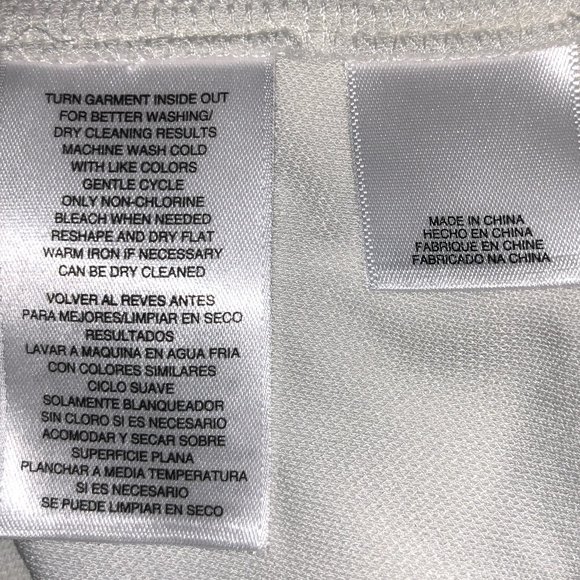 TURN GARMENT INSIDE OUT
FOR BETTER WASHING/
DRY CLEANING RESULTS
MACHINE WASH COLD
WITH LIKE COLORS
GENTLE CYCLE
ONLY NON-CHLORINE
BLEACH WHEN NEEDED
RESHAPE AND DRY FLAT
WARM IRON IF NECESSARY
CAN BE DRY CLEANED
VOLVER AL REVES ANTES
PARA MEJORES/LIMPIAR EN SECO
RESULTADOS
LAVAR A MAQUINA EN AGUA FRIA
CON COLORES SIMILARES
CICLO SUAVE
SOLAMENTE BLANQUEADOR
SIN CLORO SI ES NECESARIO
ACOMODAR Y SECAR SOBRE
SUPERFICIE PLANA
PLANCHAR A MEDIA TEMPERATURA
SI ES NECESARIO
SE PUEDE LIMPIAR EN SECO
MADE IN CHINA
HECHO EN CHINA
FABRIQUE EN CHINE
FABRICADO NA CHINA